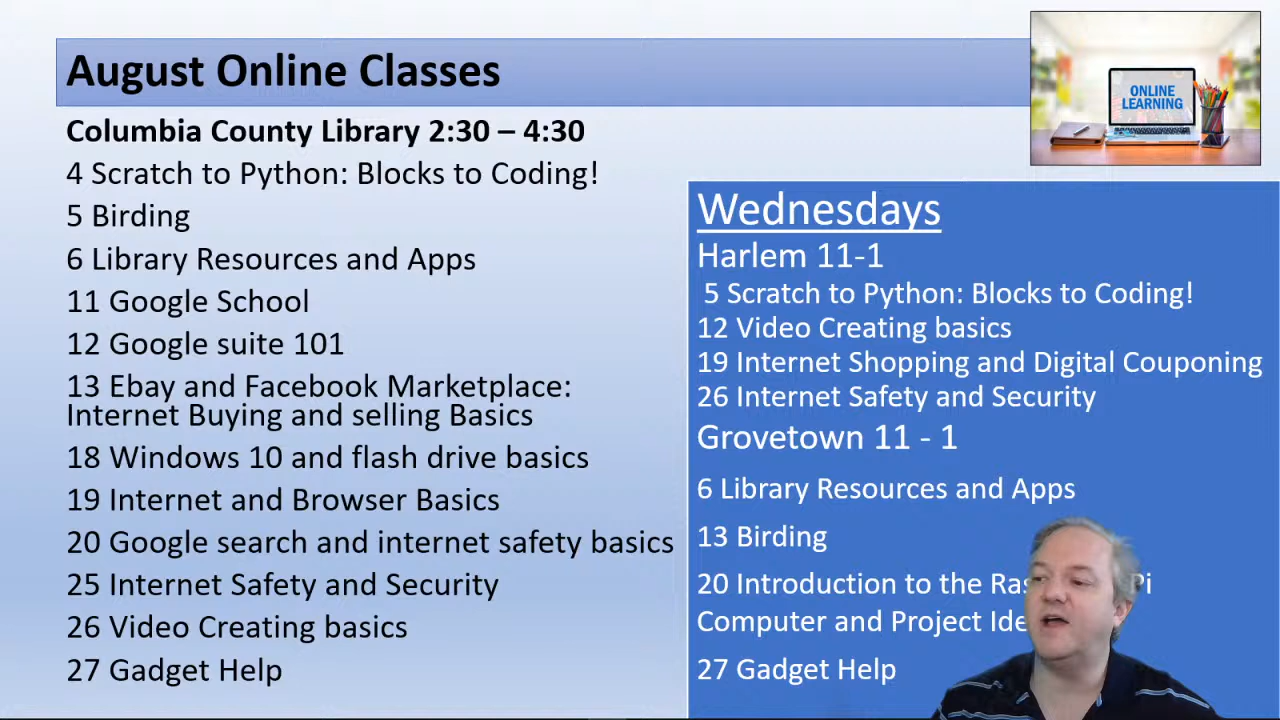 August Online Classes
ONLINE
LEARNING
Columbia County Library 2:30 – 4:30
4 Scratch to Python: Blocks to Coding!
5 Birding
6 Library Resources and Apps
11 Google School
12 Google suite 101
13 Ebay and Facebook Marketplace:
Internet Buying and selling Basics
18 Windows 10 and flash drive basics
19 Internet and Browser Basics
20 Google search and internet safety basics
25 Internet Safety and Security
26 Video Creating basics
27 Gadget Help
Wednesdays
Harlem 11-1
5 Scratch to Python: Blocks to Coding!
12 Video Creating basics
19 Internet Shopping and Digital Couponing
26 Internet Safety and Security
Grovetown 11 - 1
6 Library Resources and Apps
13 Birding
20 Introduction to the Pi
Computer and Project
27 Gadget Help